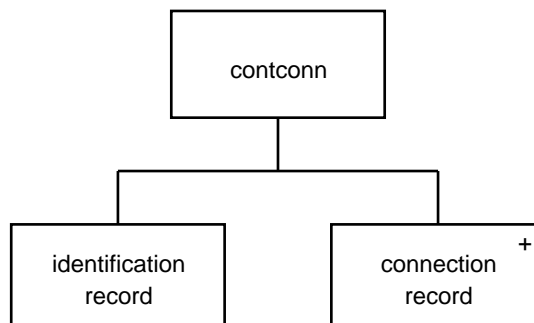 contconn
identification
record
+
connection
record